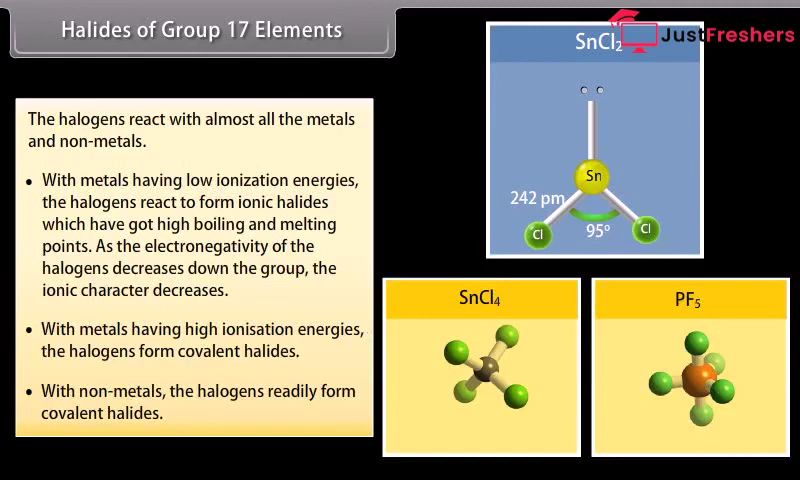 Halides of Group 17 Elements
JustFreshers
The halogens react with almost all the metals
and non-metals.
• With metals having low ionization energies,
the halogens react to form ionic halides
which have got high boiling and melting
points. As the electronegativity of the
halogens decreases down the group, the
ionic character decreases.
• With metals having high ionisation energies,
the halogens form covalent halides.
• With non-metals, the halogens readily form
covalent halides.
SnCl₂
Sn
242 pm
Cl
95°
Cl
SnCl₄
PF₅